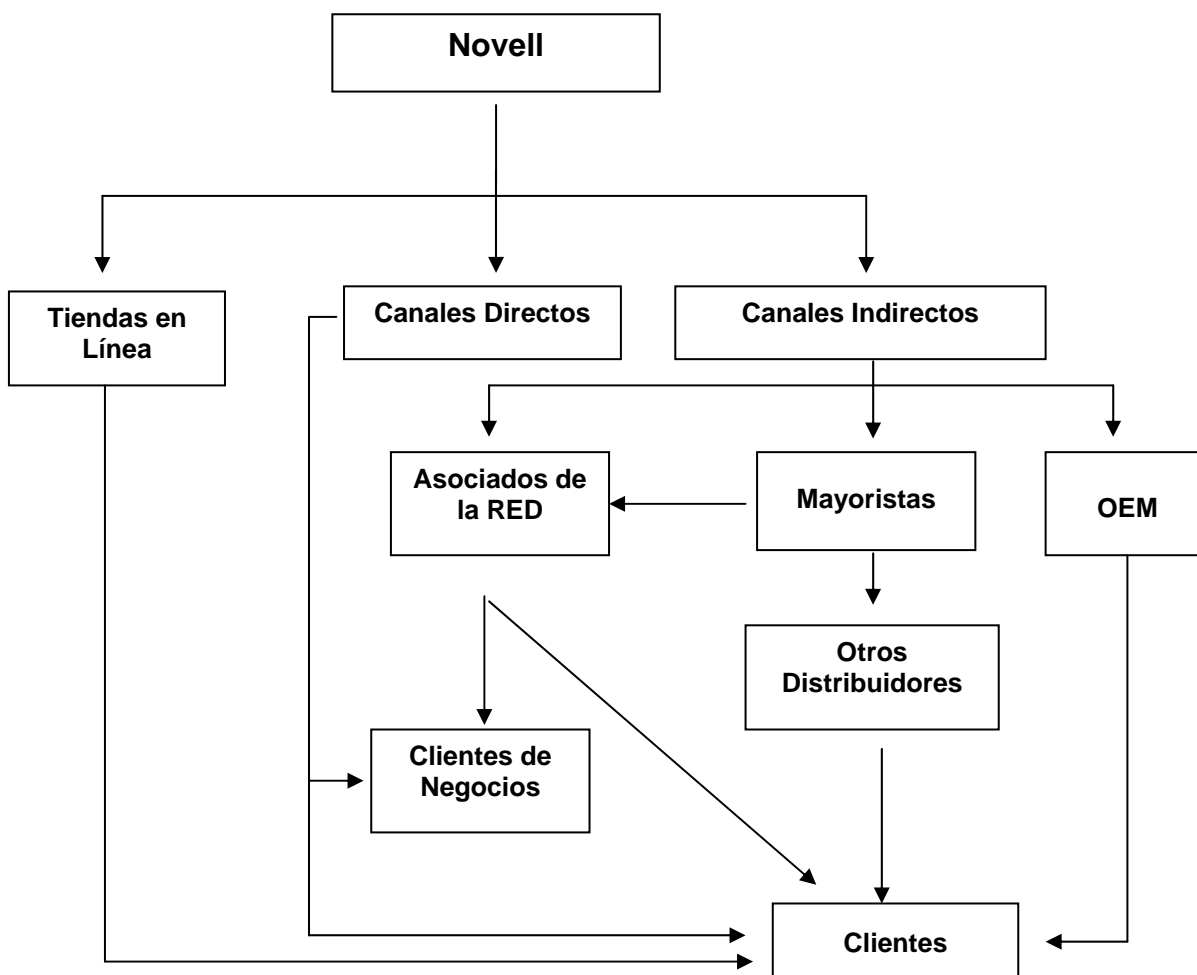 Novell
Tiendas en
Línea
Canales Directos
Canales Indirectos
Asociados de
la RED
Mayoristas
OEM
Otros
Distribuidores
Clientes de
Negocios
Clientes